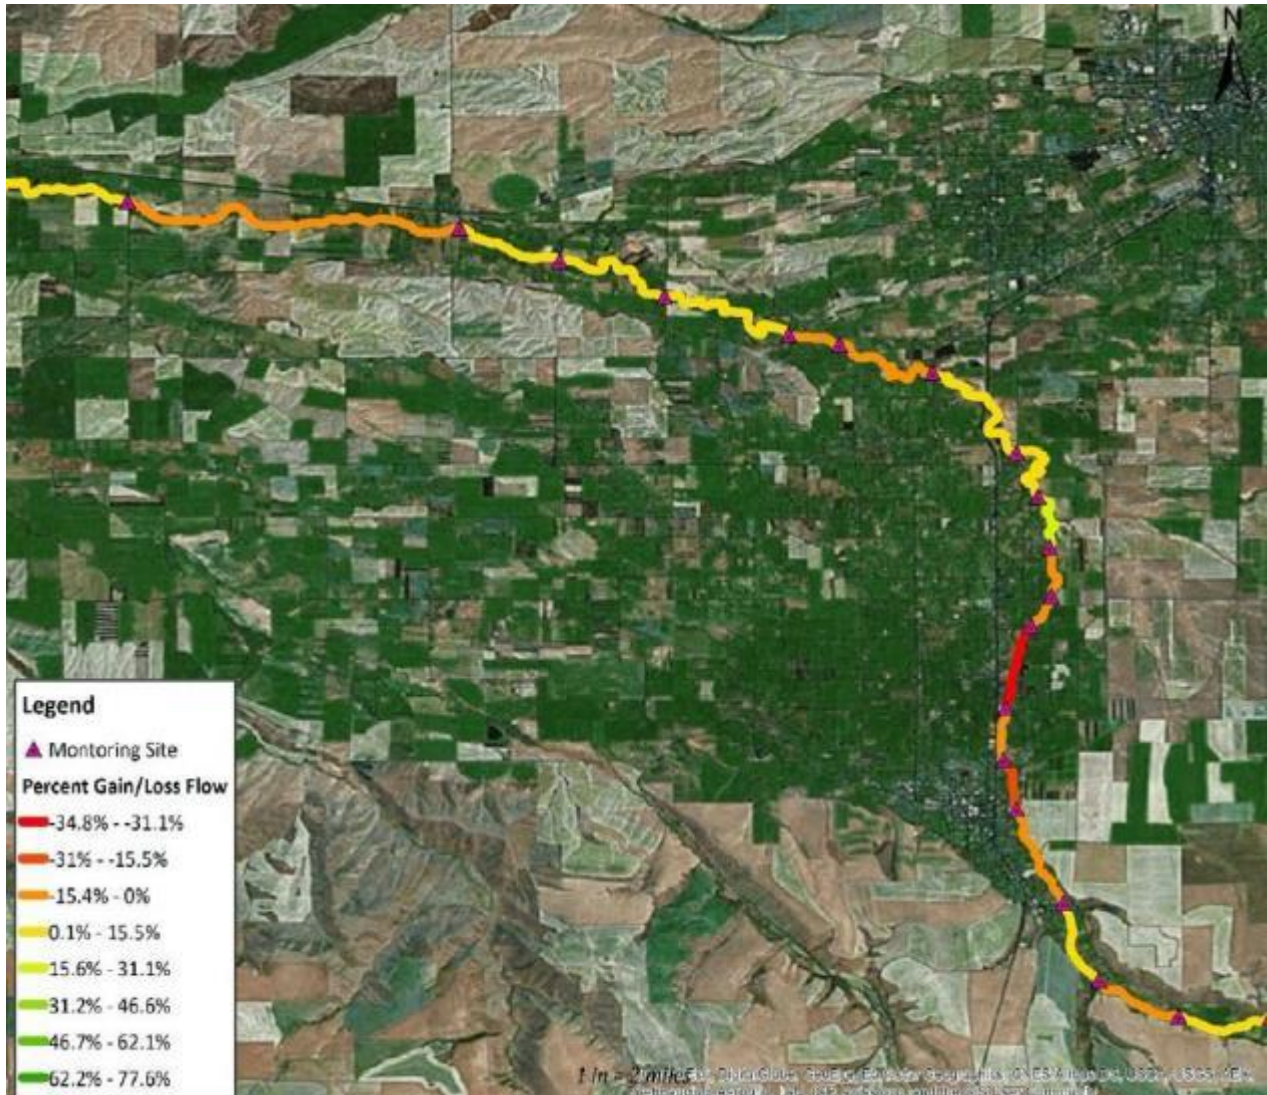 N
Legend
Montoring Site
Percent Gain/Loss Flow
-34.8% - -31.1%
-31% - -15.5%
-15.4% - 0%
0.1% - 15.5%
15.6% - 31.1%
31.2% - 46.6%
46.7% - 62.1%
62.2% - 77.6%
1 in = 2 miles